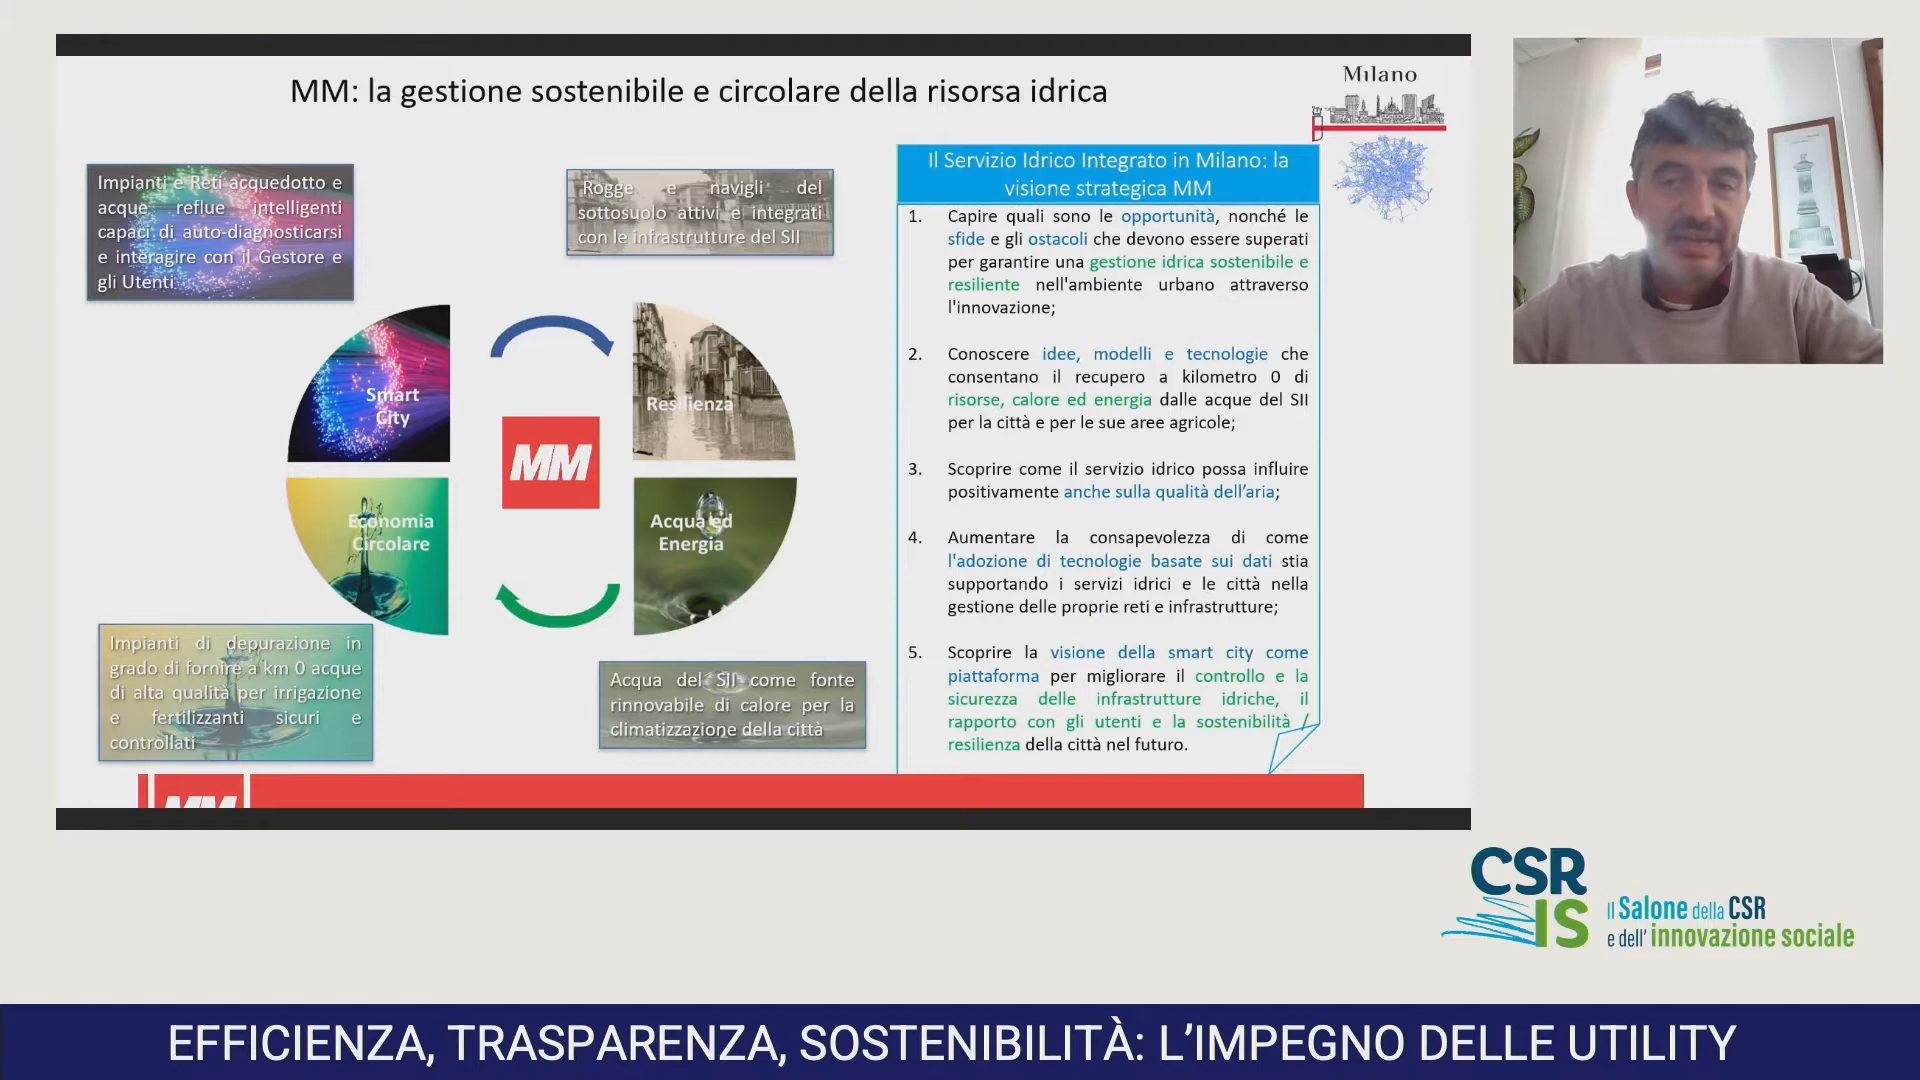 MM: la gestione sostenibile e circolare della risorsa idrica
Milano
Impianti e Reti acquedotto e
acque reflue intelligenti
capaci di auto-diagnosticarsi
e interagire con il Gestore e
gli Utenti
Rogge e navigli del
sottosuolo attivi e integrati
con le infrastrutture del SII
Smart
City
Resilienza
MM
Economia
Circolare
Acqua ed
Energia
Impianti di depurazione in
grado di fornire a km 0 acque
di alta qualità per irrigazione
e fertilizzanti sicuri e
controllati
Acqua del SII come fonte
rinnovabile di calore per la
climatizzazione della città
Il Servizio Idrico Integrato in Milano: la
visione strategica MM
1. Capire quali sono le opportunità, nonché le
sfide e gli ostacoli che devono essere superati
per garantire una gestione idrica sostenibile e
resiliente nell'ambiente urbano attraverso
l'innovazione;
2. Conoscere idee, modelli e tecnologie che
consentano il recupero a kilometro 0 di
risorse, calore ed energia dalle acque del SII
per la città e per le sue aree agricole;
3. Scoprire come il servizio idrico possa influire
positivamente anche sulla qualità dell’aria;
4. Aumentare la consapevolezza di come
l'adozione di tecnologie basate sui dati stia
supportando i servizi idrici e le città nella
gestione delle proprie reti e infrastrutture;
5. Scoprire la visione della smart city come
piattaforma per migliorare il controllo e la
sicurezza delle infrastrutture idriche, il
rapporto con gli utenti e la sostenibilità /
resilienza della città nel futuro.
MM
CSR
IS
Il Salone della CSR
e dell' innovazione sociale
EFFICIENZA, TRASPARENZA, SOSTENIBILITÀ: L’IMPEGNO DELLE UTILITY